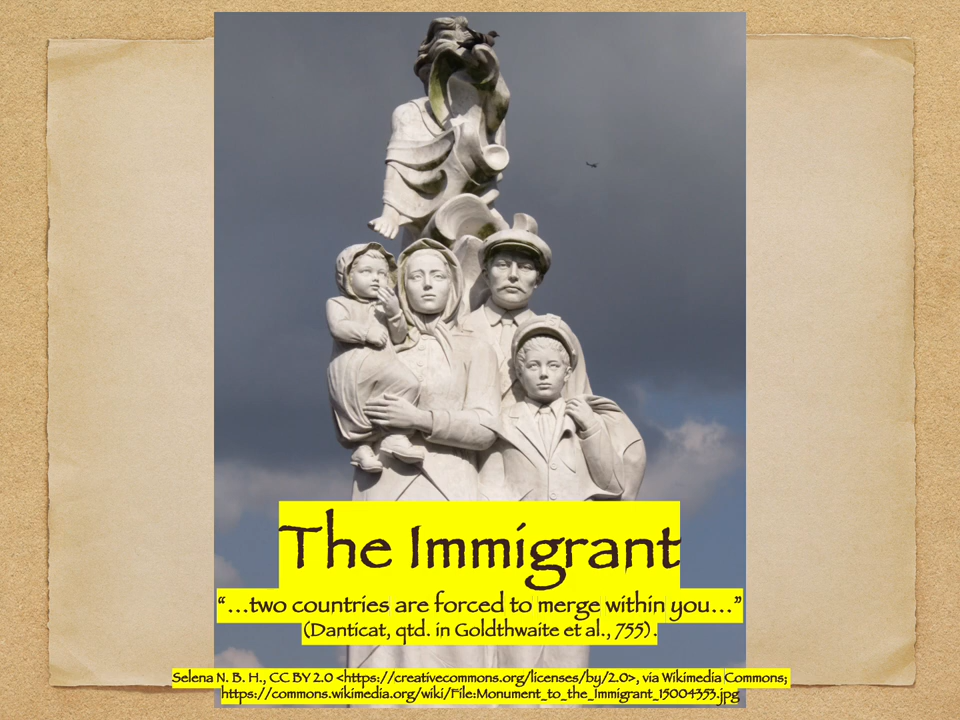 The Immigrant
“...two countries are forced to merge within you...”
(Danticat, qtd. in Goldthwaite et al., 755).
Selena N. B. H., CC BY 2.0 <https://creativecommons.org/licenses/by/2.0>, via Wikimedia Commons;
https://commons.wikimedia.org/wiki/File:Monument_to_the_Immigrant_15004353.jpg